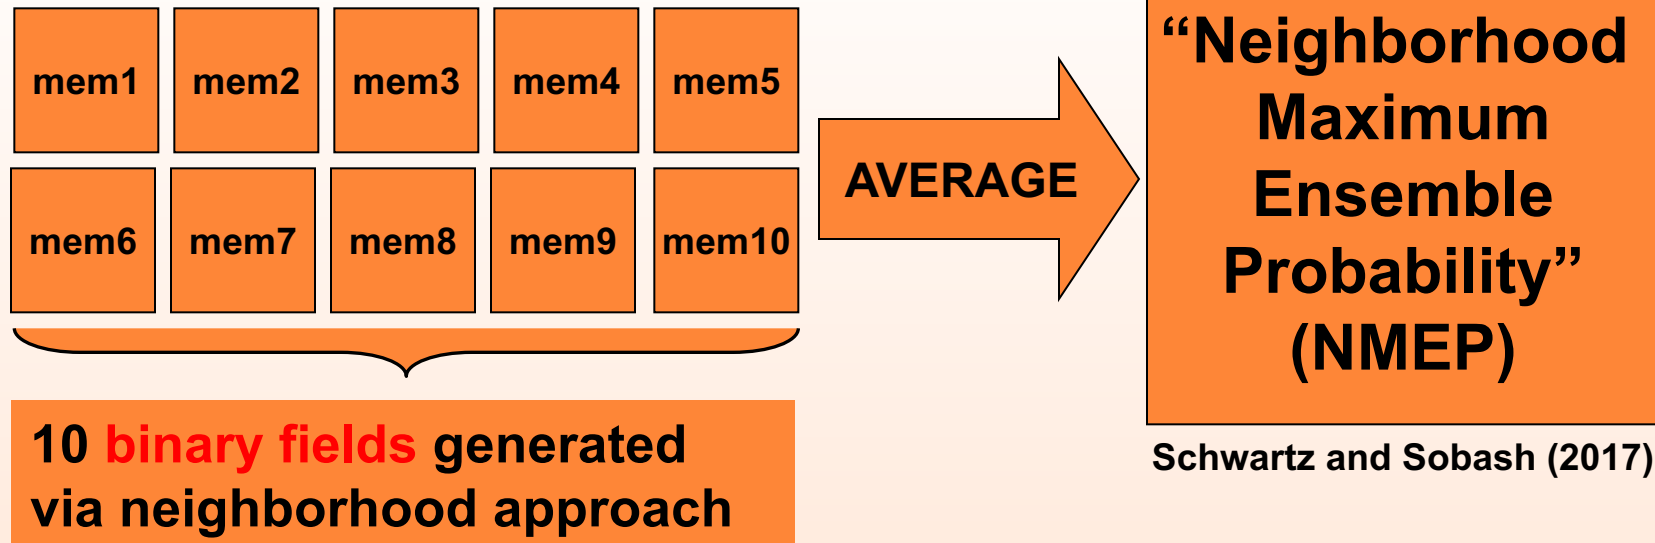 mem1 mem2 mem3 mem4 mem5
mem6 mem7 mem8 mem9 mem10
AVERAGE
“Neighborhood
Maximum
Ensemble
Probability”
(NMEP)
Schwartz and Sobash (2017)
10 binary fields generated
via neighborhood approach